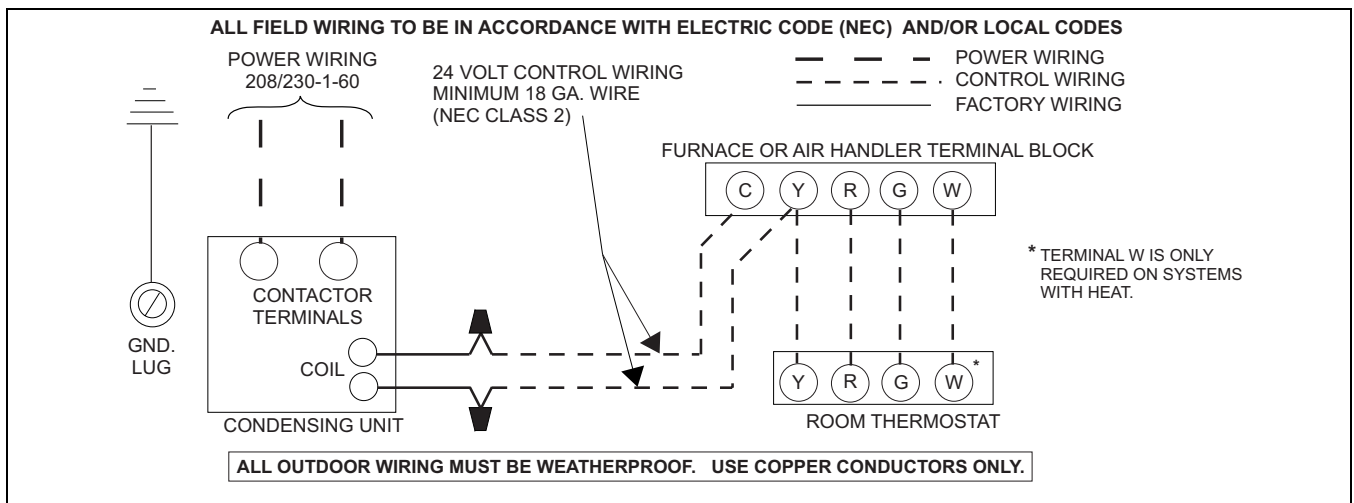 ALL FIELD WIRING TO BE IN ACCORDANCE WITH ELECTRIC CODE (NEC) AND/OR LOCAL CODES
POWER WIRING
208/230-1-60
24 VOLT CONTROL WIRING
MINIMUM 18 GA. WIRE
(NEC CLASS 2)
POWER WIRING
CONTROL WIRING
FACTORY WIRING
FURNACE OR AIR HANDLER TERMINAL BLOCK
C Y R G W
* TERMINAL W IS ONLY
REQUIRED ON SYSTEMS
WITH HEAT.
CONTACTOR
TERMINALS
GND.
LUG
COIL
CONDENSING UNIT
Y R G W *
ROOM THERMOSTAT
ALL OUTDOOR WIRING MUST BE WEATHERPROOF. USE COPPER CONDUCTORS ONLY.